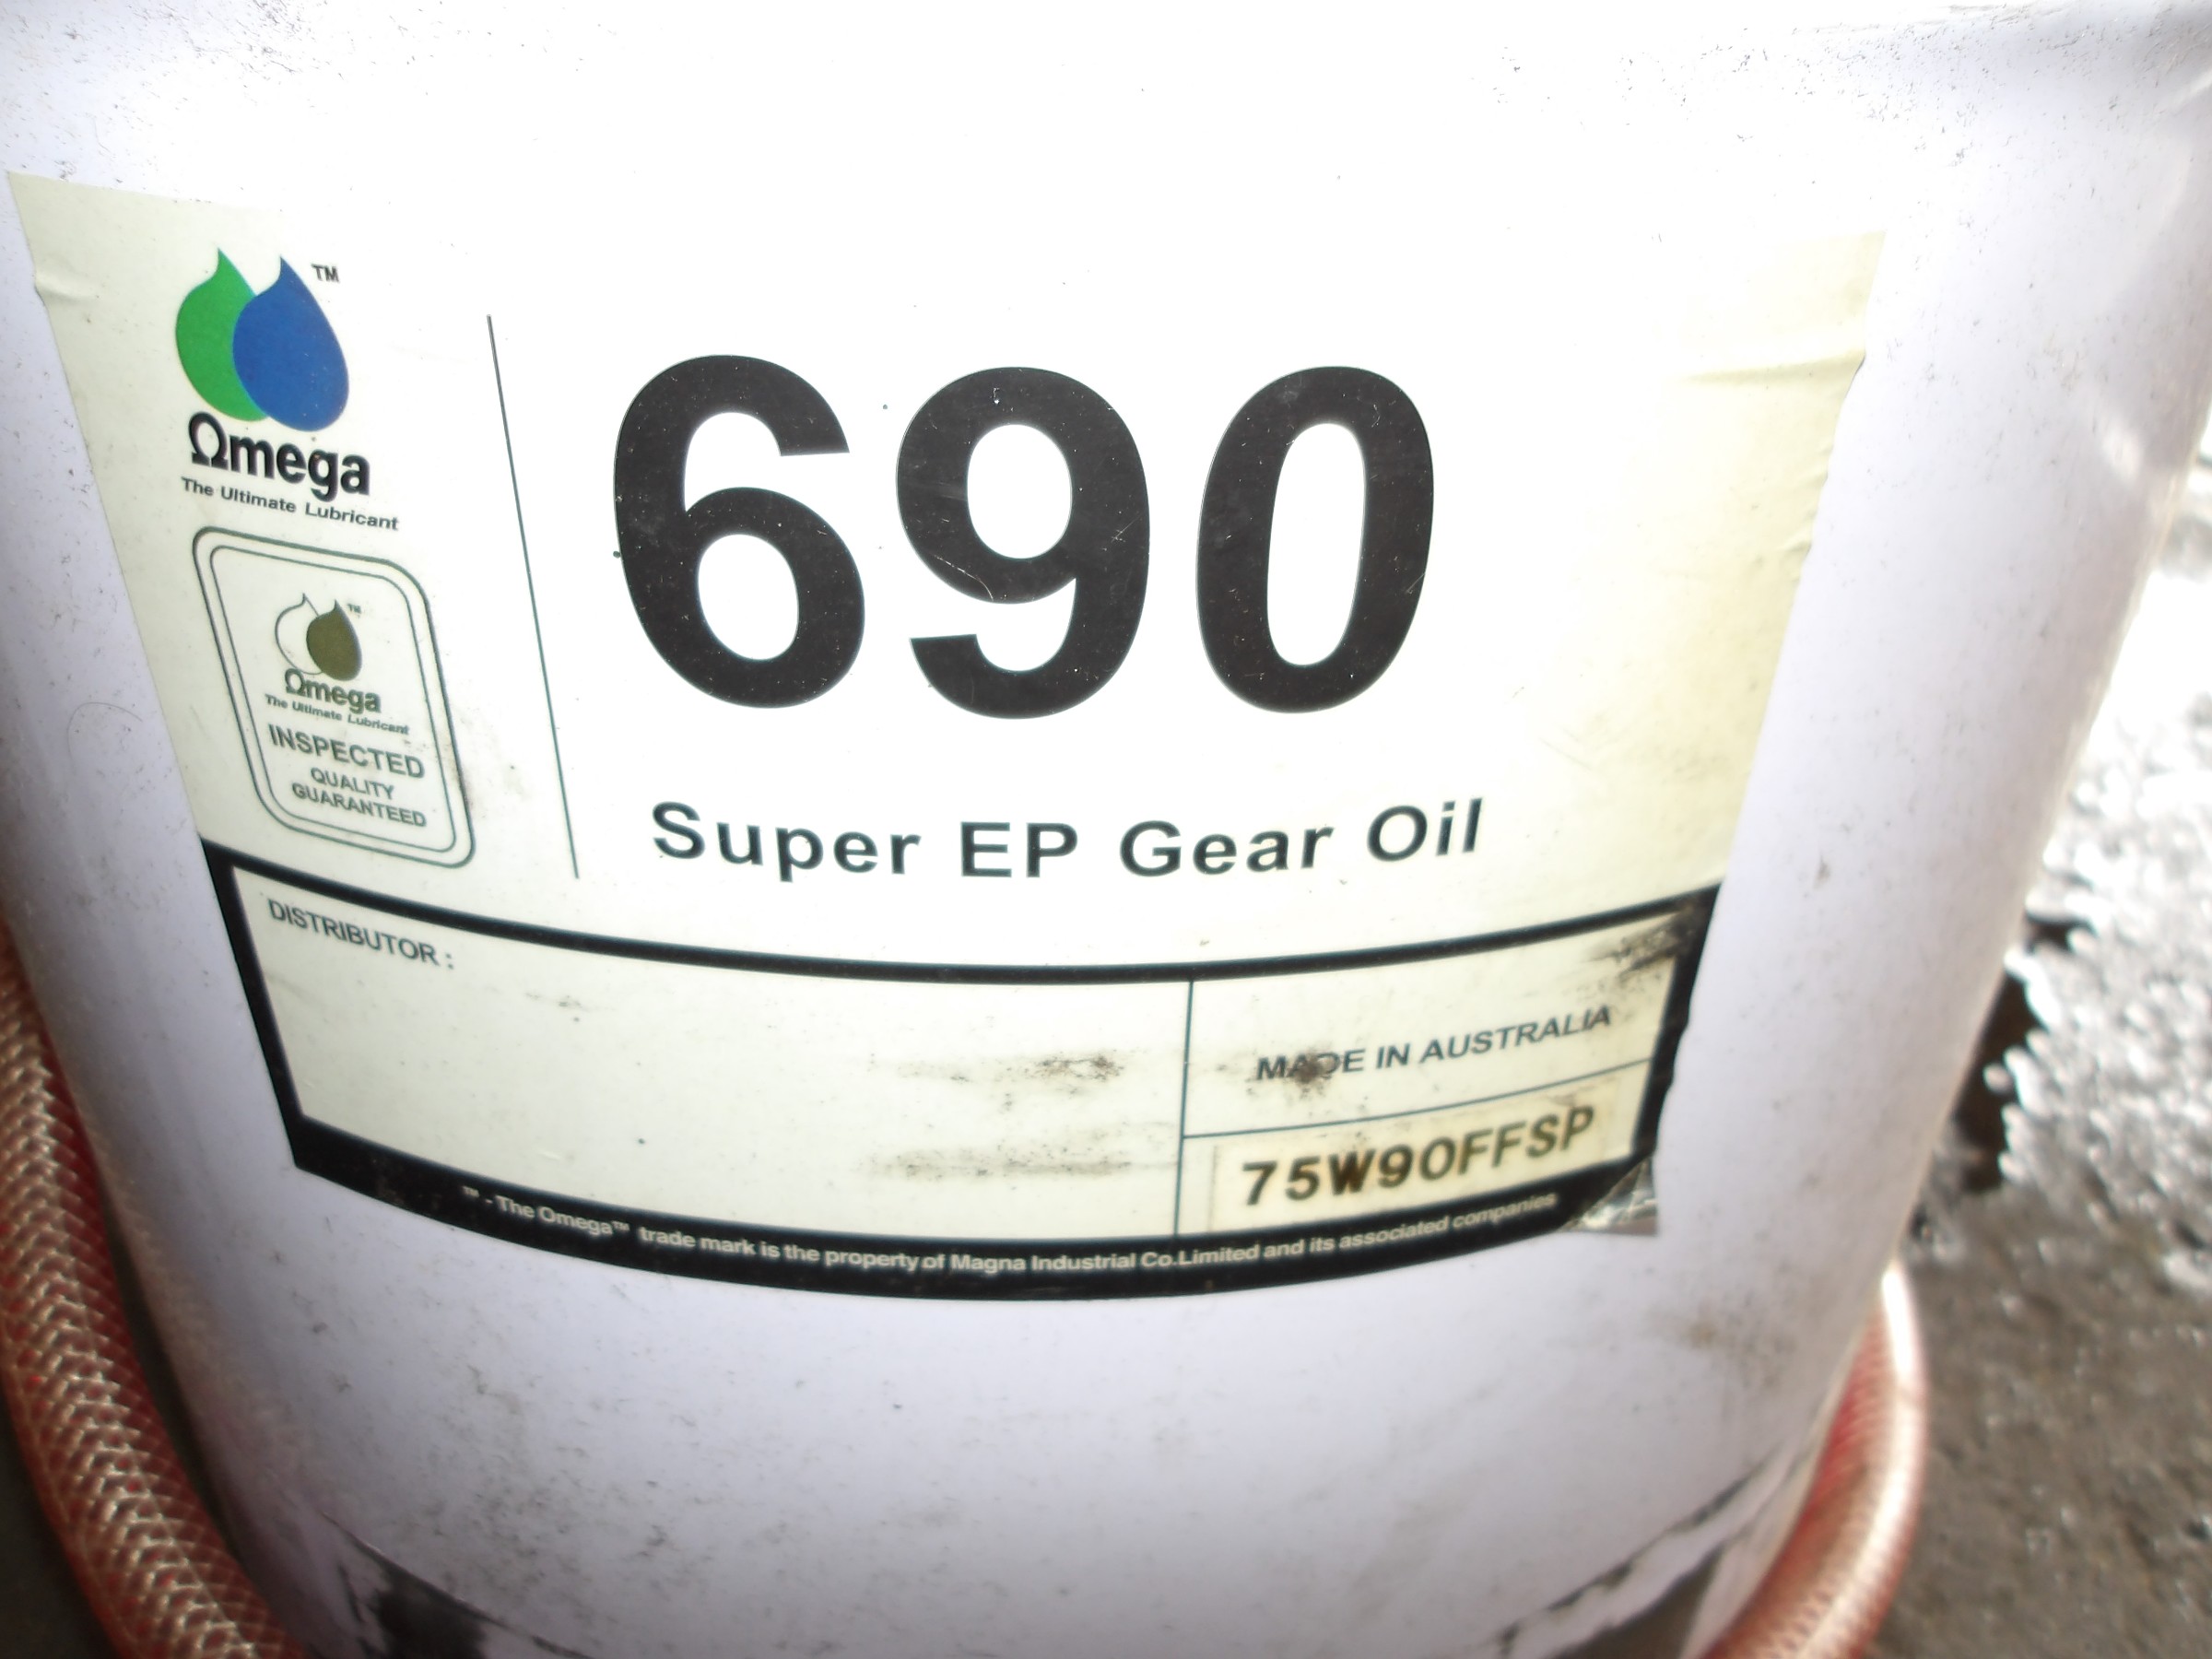 TM
Ωmega
The Ultimate Lubricant
TM
Ωmega
The Ultimate Lubricant
INSPECTED
QUALITY
GUARANTEED
690
Super EP Gear Oil
DISTRIBUTOR :
MADE IN AUSTRALIA
75W90FFSP
™ - The Omega™ trade mark is the property of Magna Industrial Co.Limited and its associated companies